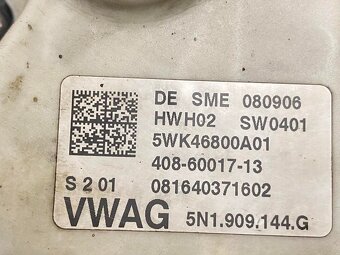 DE SME 080906
HWH02 SW0401
5WK46800A01
408-60017-13
S 2 01 081640371602
VWAG 5N1.909.144.G